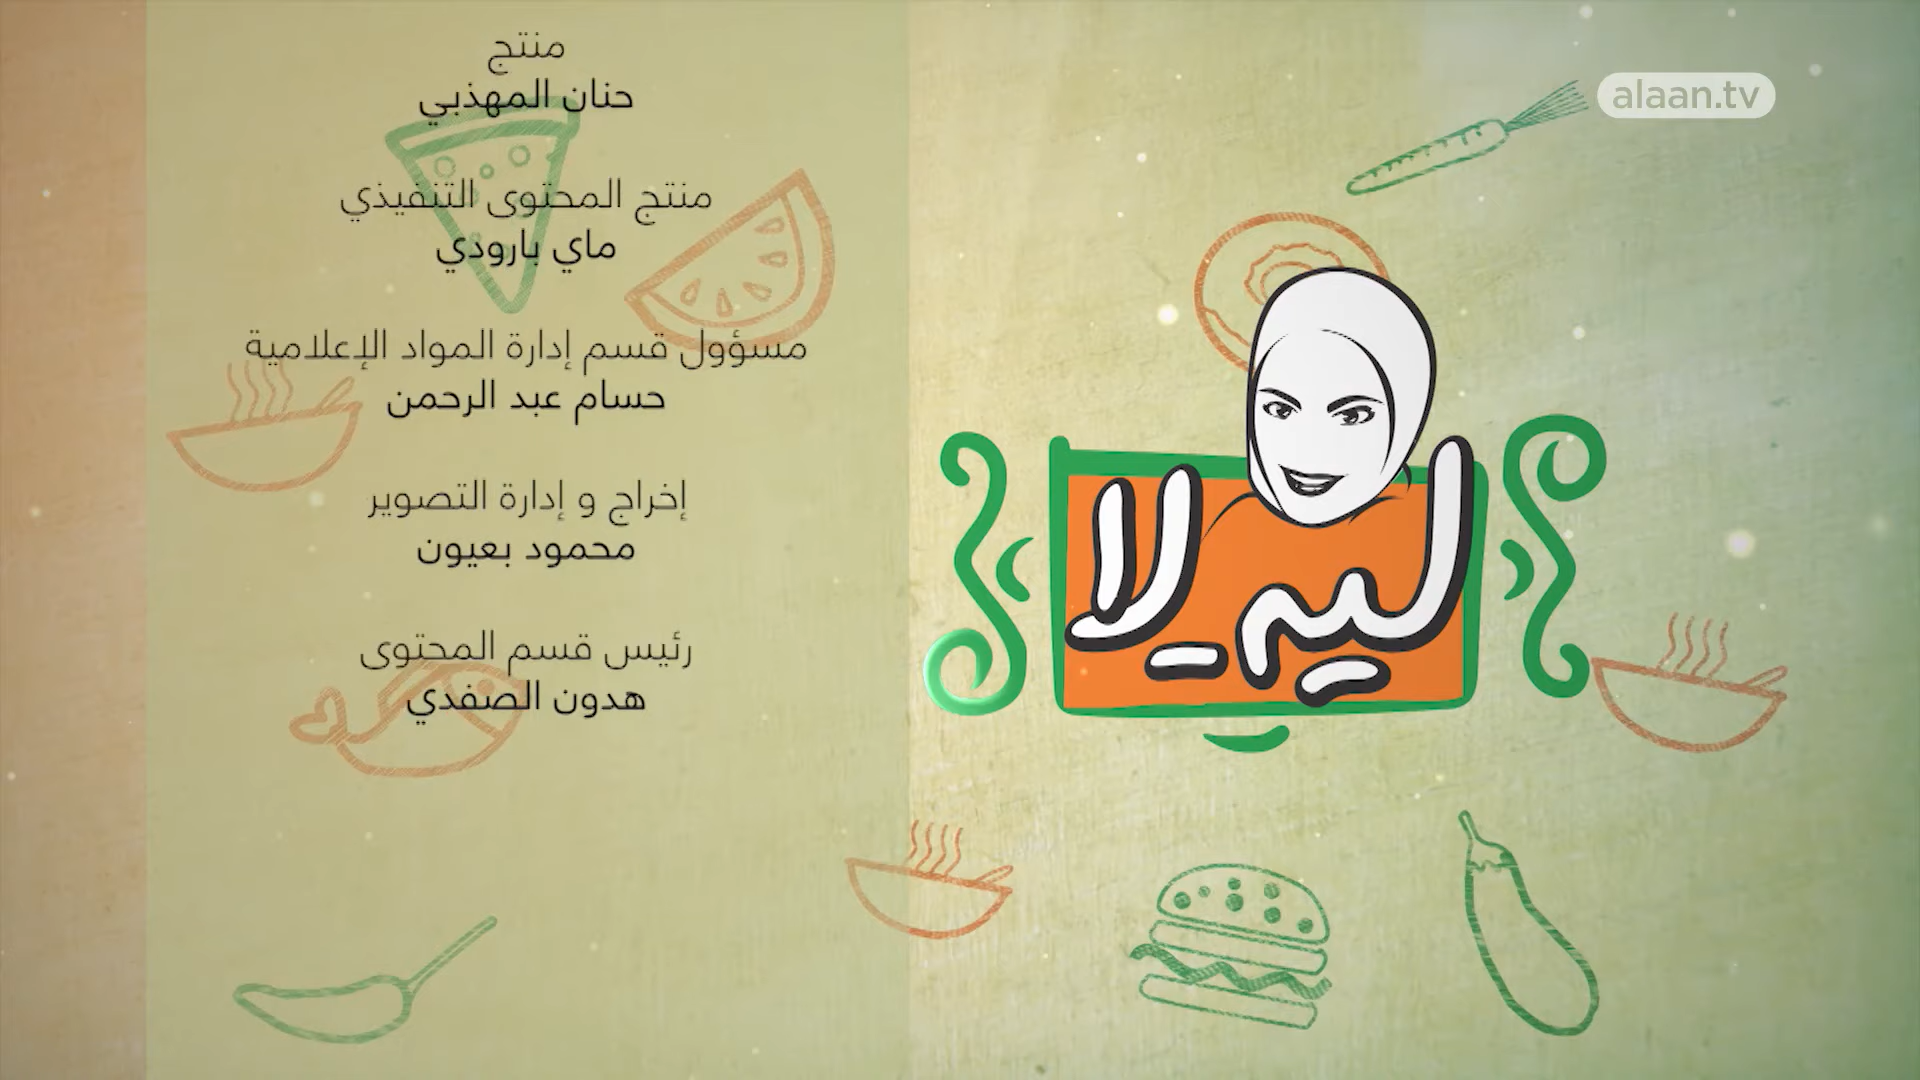 منتج
حنان المهذبي
منتج المحتوى التنفيذي
ماي بارودي
مسؤول قسم إدارة المواد الإعلامية
حسام عبد الرحمن
إخراج و إدارة التصوير
محمود بعيون
رئيس قسم المحتوى
هدون الصفدي
alaan.tv
ليه لا